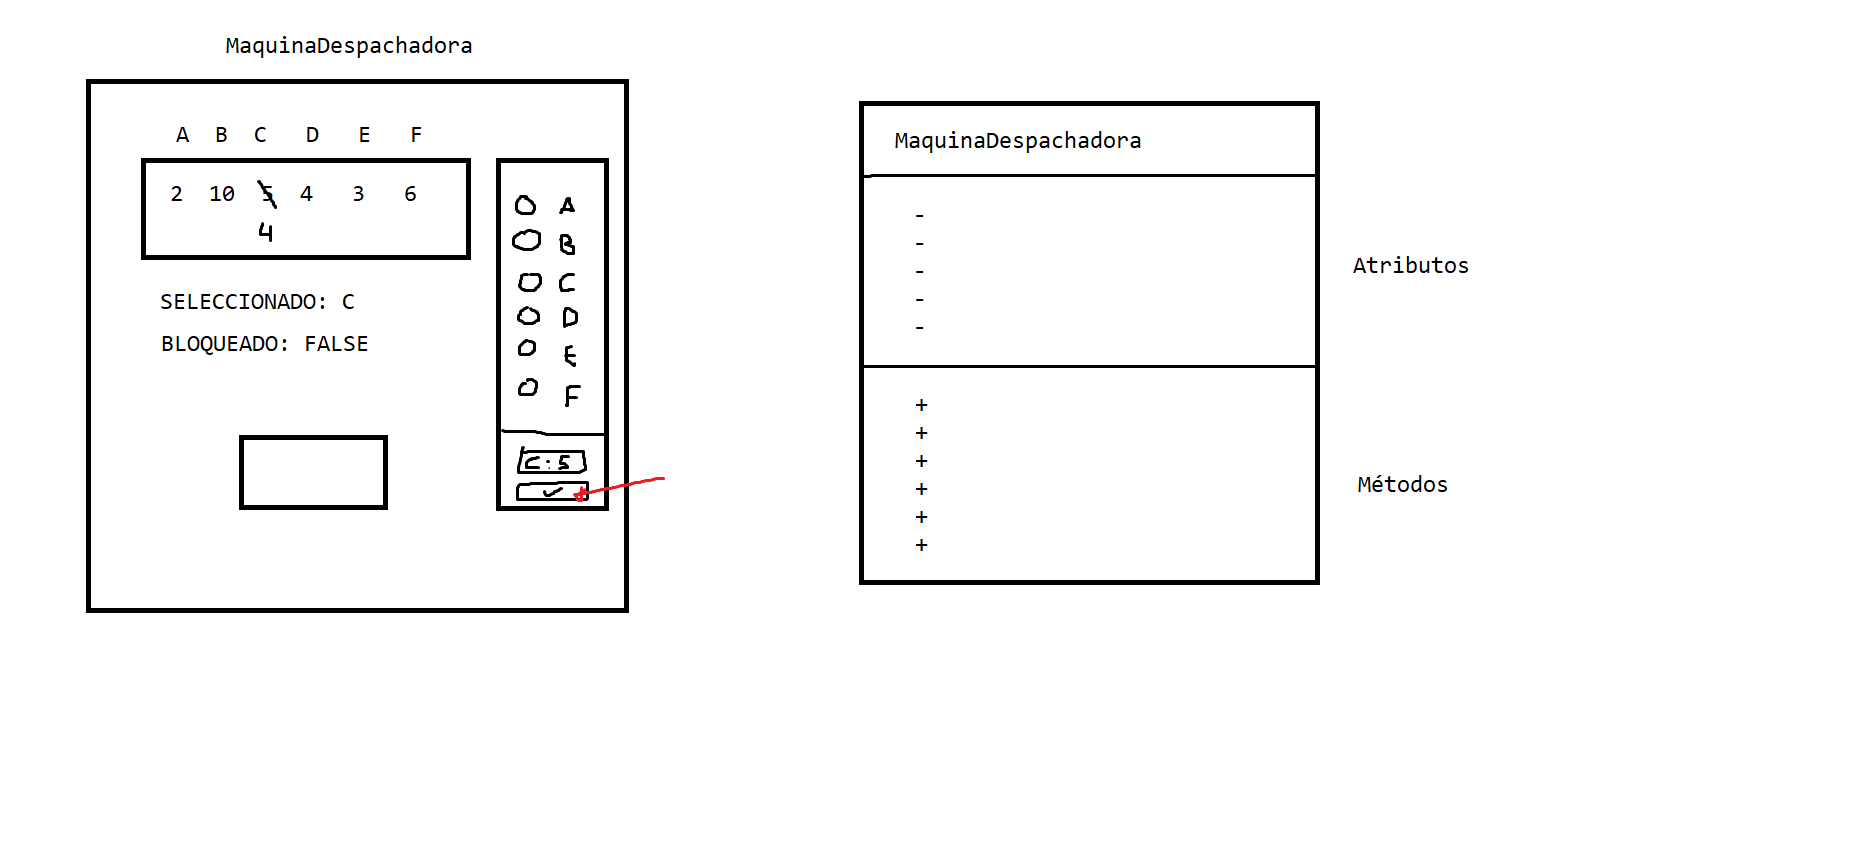 MaquinaDespachadora
A B C D E F
2 10 5 4 3 6
4
SELECCIONADO: C
BLOQUEADO: FALSE
A
B
C
D
E
F
C:5
✓
MaquinaDespachadora
-
-
-
-
-
Atributos
+
+
+
+
+
+
Métodos